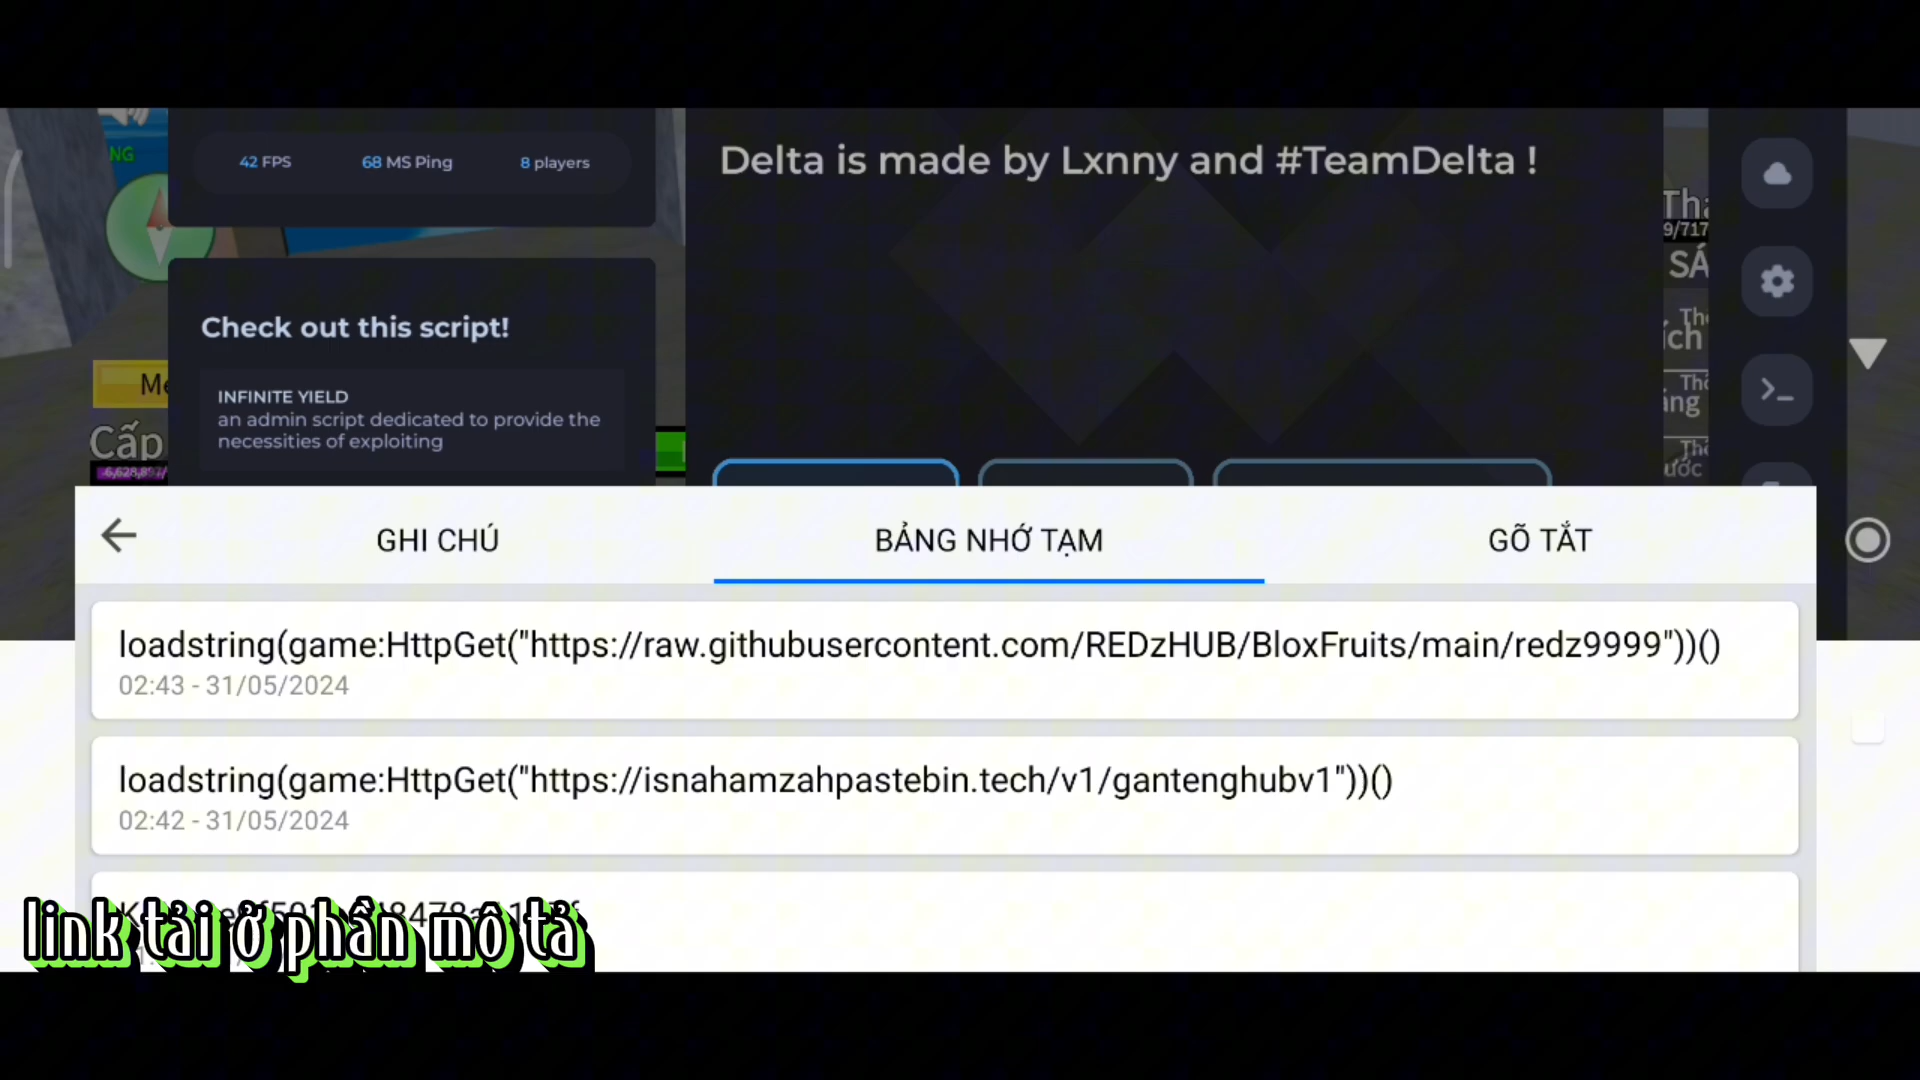 NG
42 FPS
68 MS Ping
8 players
Delta is made by Lxnny and #TeamDelta !
9/717
Check out this script!
INFINITE YIELD
an admin script dedicated to provide the
necessities of exploiting
Cấp
GHI CHÚ
BẢNG NHỚ TẠM
GÕ TẮT
loadstring(game:HttpGet("https://raw.githubusercontent.com/REDzHUB/BloxFruits/main/redz9999"))()
02:43 - 31/05/2024
loadstring(game:HttpGet("https://isnahamzahpastebin.tech/v1/gantenghubv1"))()
02:42 - 31/05/2024
link tải ở phần mô tả